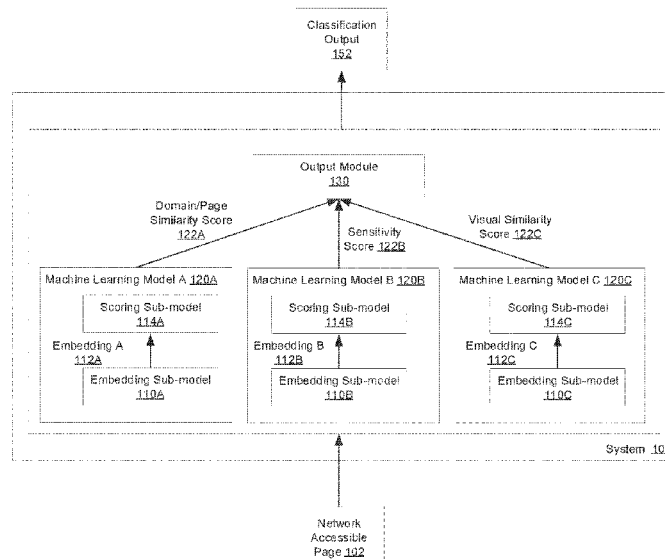 Classification
Output
152
Output Module
130
Domain/Page
Similarity Score
122A
Sensitivity
Score 122B
Visual Similarity
Score 122C
Machine Learning Model A 120A
Scoring Sub-model
114A
Embedding A
112A
Embedding Sub-model
110A
Machine Learning Model B 120B
Scoring Sub-model
114B
Embedding B
112B
Embedding Sub-model
110B
Machine Learning Model C 120C
Scoring Sub-model
114C
Embedding C
112C
Embedding Sub-model
110C
System 10
Network
Accessible
Page 102